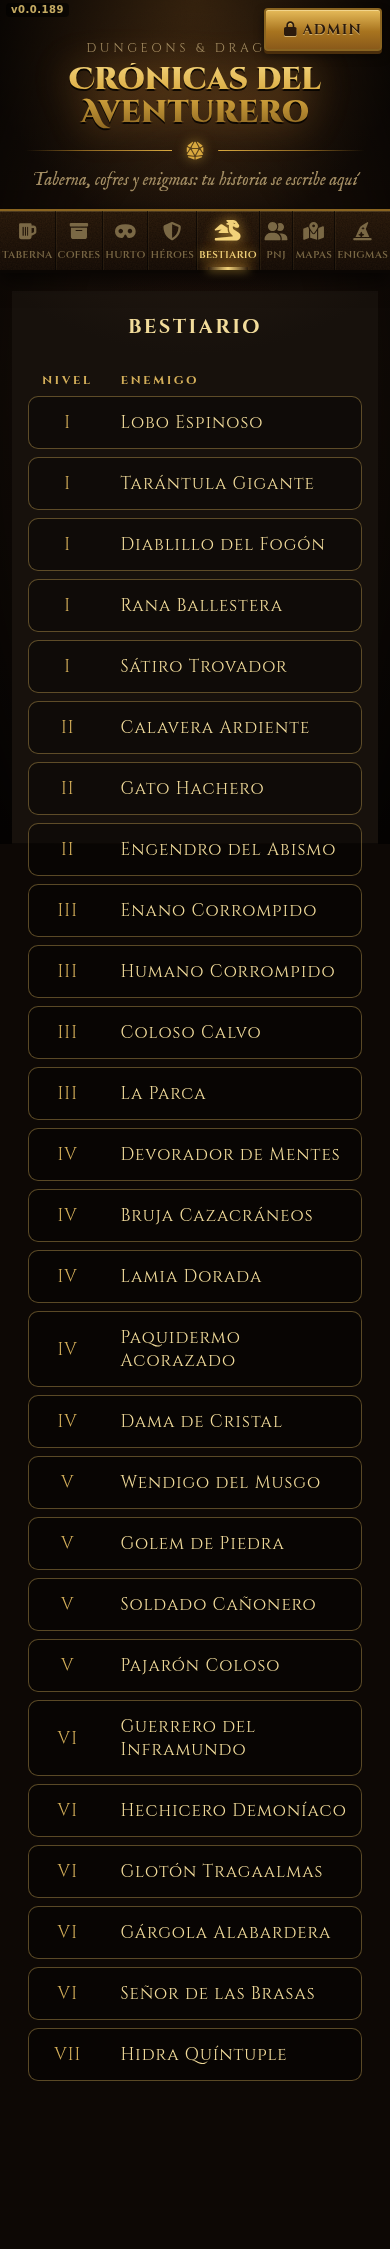 v0.0.189
ADMIN
DUNGEONS & DRAG
CRÓNICAS DEL
AVENTURERO
Taberna, cofres y enigmas: tu historia se escribe aquí
TABERNA COFRES HURTO HÉROES BESTIARIO PNJ MAPAS ENIGMAS
BESTIARIO
NIVEL ENEMIGO
I Lobo Espinoso
I Tarántula Gigante
I Diablillo del Fogón
I Rana Ballestera
I Sátiro Trovador
II Calavera Ardiente
II Gato Hachero
II Engendro del Abismo
III Enano Corrompido
III Humano Corrompido
III Coloso Calvo
III La Parca
IV Devorador de Mentes
IV Bruja Cazacráneos
IV Lamia Dorada
IV Paquidermo
Acorazado
IV Dama de Cristal
V Wendigo del Musgo
V Golem de Piedra
V Soldado Cañonero
V Pajarón Coloso
VI Guerrero del
Inframundo
VI Hechicero Demoníaco
VI Glotón Tragaalmas
VI Gárgola Alabardera
VI Señor de las Brasas
VII Hidra Quíntuple